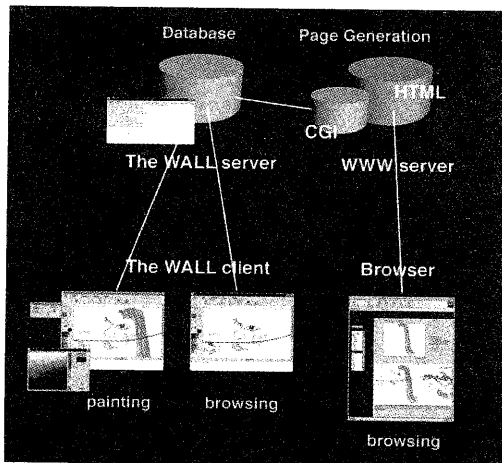 Database
Page Generation
HTML
CGI
The WALL server
WWW server
The WALL client
Browser
painting
browsing
browsing